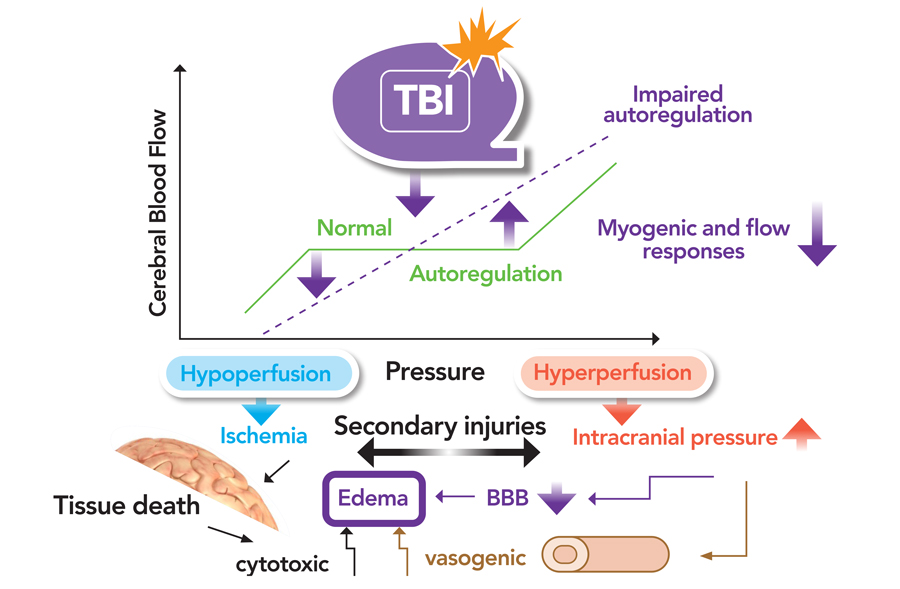 TBI
Impaired
autoregulation
Cerebral Blood Flow
Normal
Myogenic and flow
responses
Autoregulation
Hypoperfusion
Pressure
Hyperperfusion
Ischemia
Secondary injuries
Intracranial pressure
Tissue death
Edema
BBB
cytotoxic
vasogenic